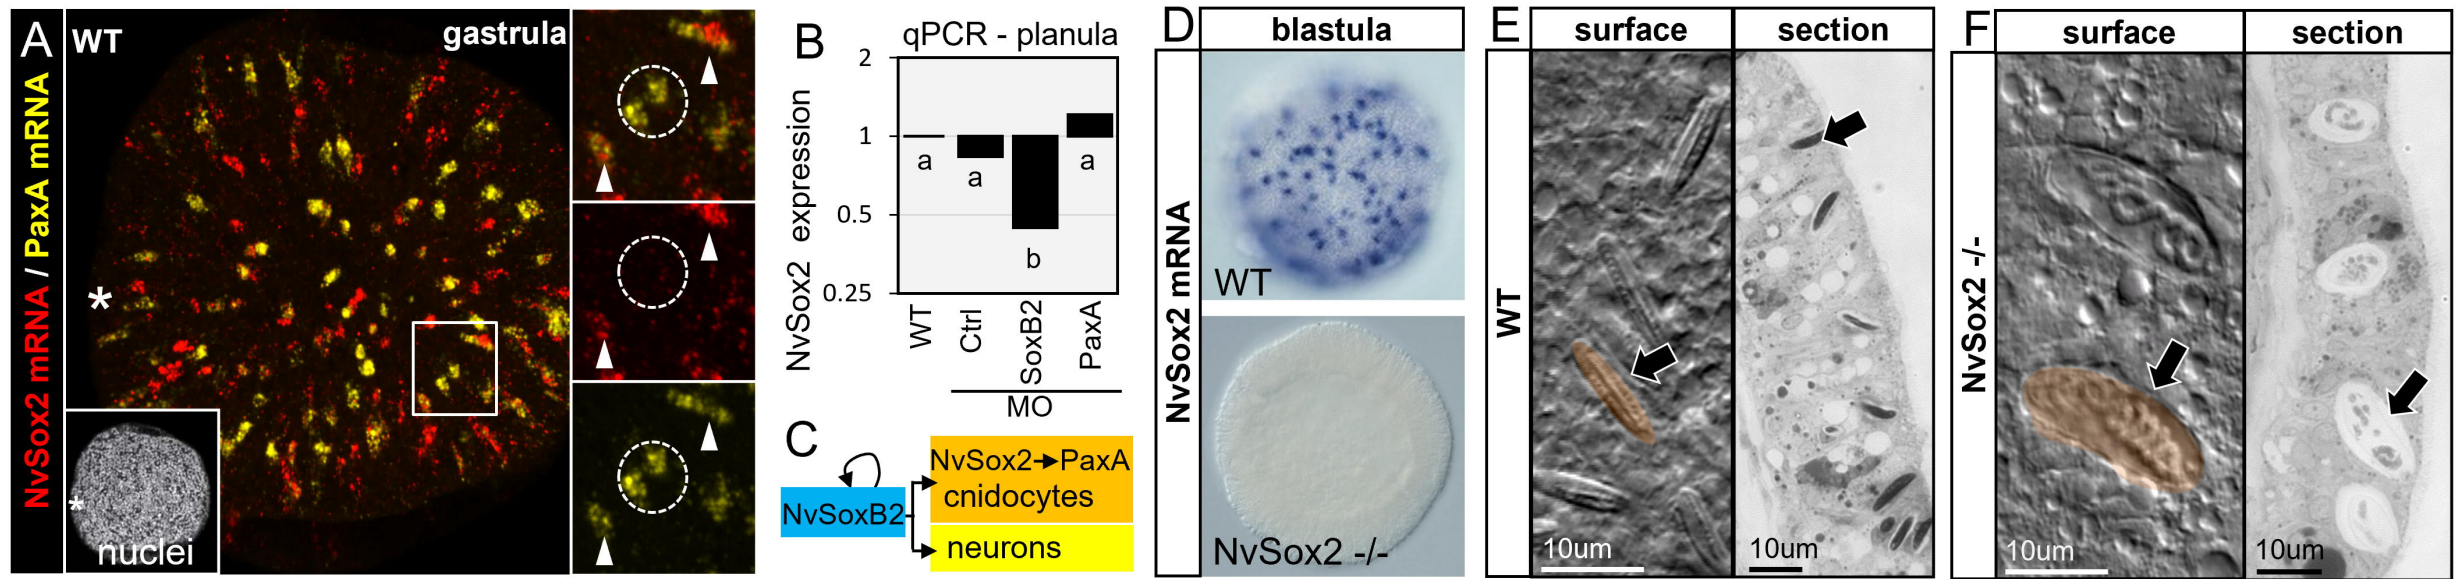 A
WT
gastrula
NvSox2 mRNA / PaxA mRNA
*
*
nuclei
B
qPCR - planula
NvSox2 expression
2
1
0.5
0.25
a
a
b
a
WT
Ctrl
SoxB2
PaxA
MO
C
NvSoxB2
NvSox2→PaxA
cnidocytes
neurons
D
blastula
NvSox2 mRNA
WT
NvSox2 -/-
E
surface
section
WT
10um
10um
F
surface
section
NvSox2 -/-
10um
10um